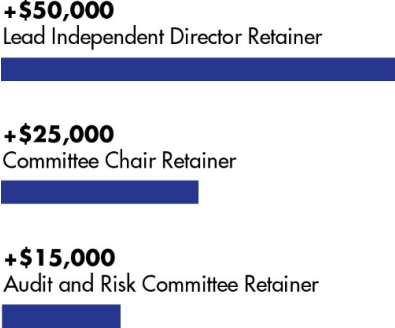 +$50,000
Lead Independent Director Retainer
+$25,000
Committee Chair Retainer
+$15,000
Audit and Risk Committee Retainer